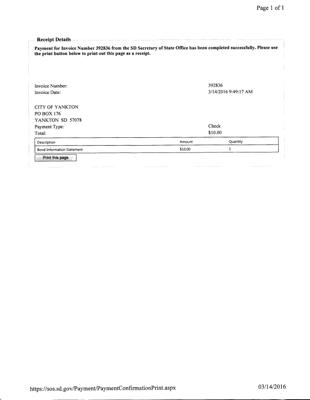 Page 1 of 1
Receipt Details
Payment for Invoice Number 392836 from the SD Secretary of State Office has been completed successfully. Please use
the print button below to print out this page as a receipt.
Invoice Number: 392836
Invoice Date: 3/14/2016 9:49:17 AM
CITY OF YANKTON
PO BOX 176
YANKTON SD 57078
Payment Type: Check
Total: $10.00
Description Amount Quantity
Bond Information Statement $10.00 1
Print this page
https://sos.sd.gov/Payment/PaymentConfirmationPrint.aspx 03/14/2016